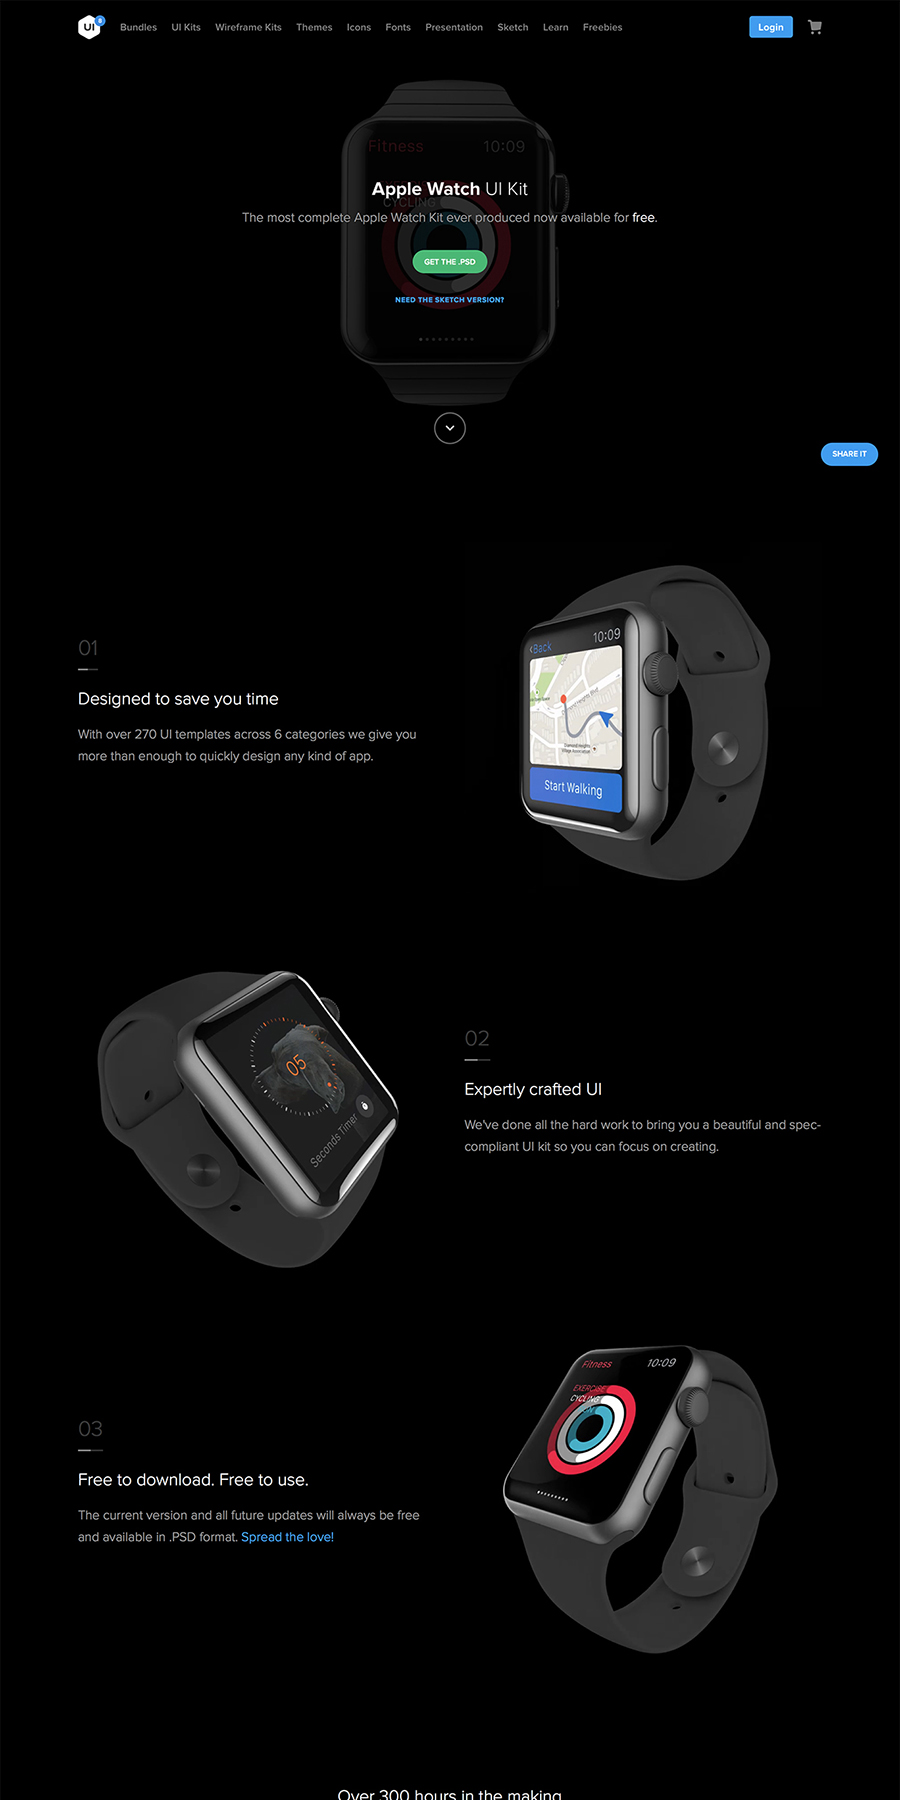 UI 8 Bundles UI Kits Wireframe Kits Themes Icons Fonts Presentation Sketch Learn Freebies Login
Fitness 10:09
Apple Watch UI Kit
CYCLING
The most complete Apple Watch Kit ever produced now available for free.
GET THE .PSD
NEED THE SKETCH VERSION?
SHARE IT
01
Designed to save you time
With over 270 UI templates across 6 categories we give you
more than enough to quickly design any kind of app.
<Back 10:09
Diamond Heights
Village Association
Start Walking
05
Seconds Timer
02
Expertly crafted UI
We've done all the hard work to bring you a beautiful and spec-
compliant UI kit so you can focus on creating.
03
Free to download. Free to use.
The current version and all future updates will always be free
and available in .PSD format. Spread the love!
Fitness 10:09
EXERCISE
CYCLING
Over 300 hours in the making